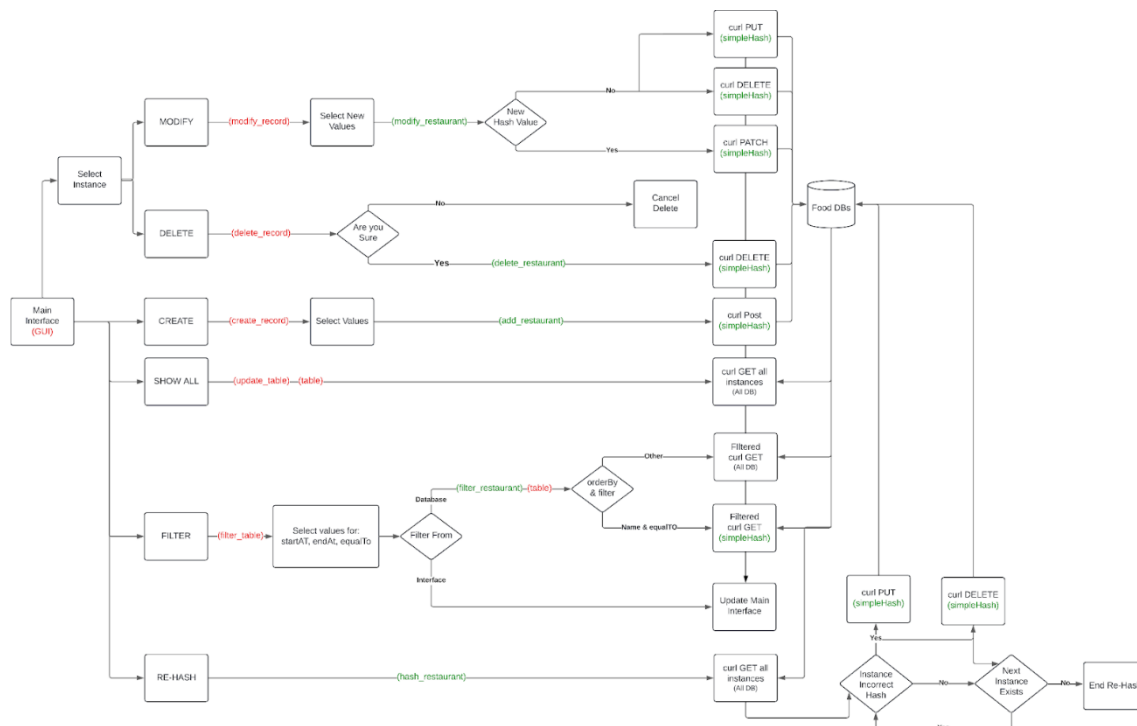 curl PUT
(simpleHash)
No
curl DELETE
(simpleHash)
MODIFY
(modify_record)
Select New
Values
(modify_restaurant)
New
Hash Value
curl PATCH
(simpleHash)
Yes
Select
Instance
No
Cancel
Delete
Food DBs
DELETE
(delete_record)
Are you
Sure
Yes
(delete_restaurant)
curl DELETE
(simpleHash)
Main
Interface
(GUI)
CREATE
(create_record)
Select Values
(add_restaurant)
curl Post
(simpleHash)
SHOW ALL
(update_table)
(table)
curl GET all
instances
(All DB)
Other
FIltered
curl GET
(All DB)
(filter_restaurant)
(table)
orderBy
& filter
Database
Name & equalTO
Filtered
curl GET
(simpleHash)
FILTER
(filter_table)
Select values for:
startAT, endAt, equalTo
Filter From
Interface
Update Main
Interface
curl PUT
(simpleHash)
curl DELETE
(simpleHash)
Yes
RE-HASH
(hash_restaurant)
curl GET all
instances
(All DB)
Instance
Incorrect
Hash
No
Next
Instance
Exists
No
End Re-Hash